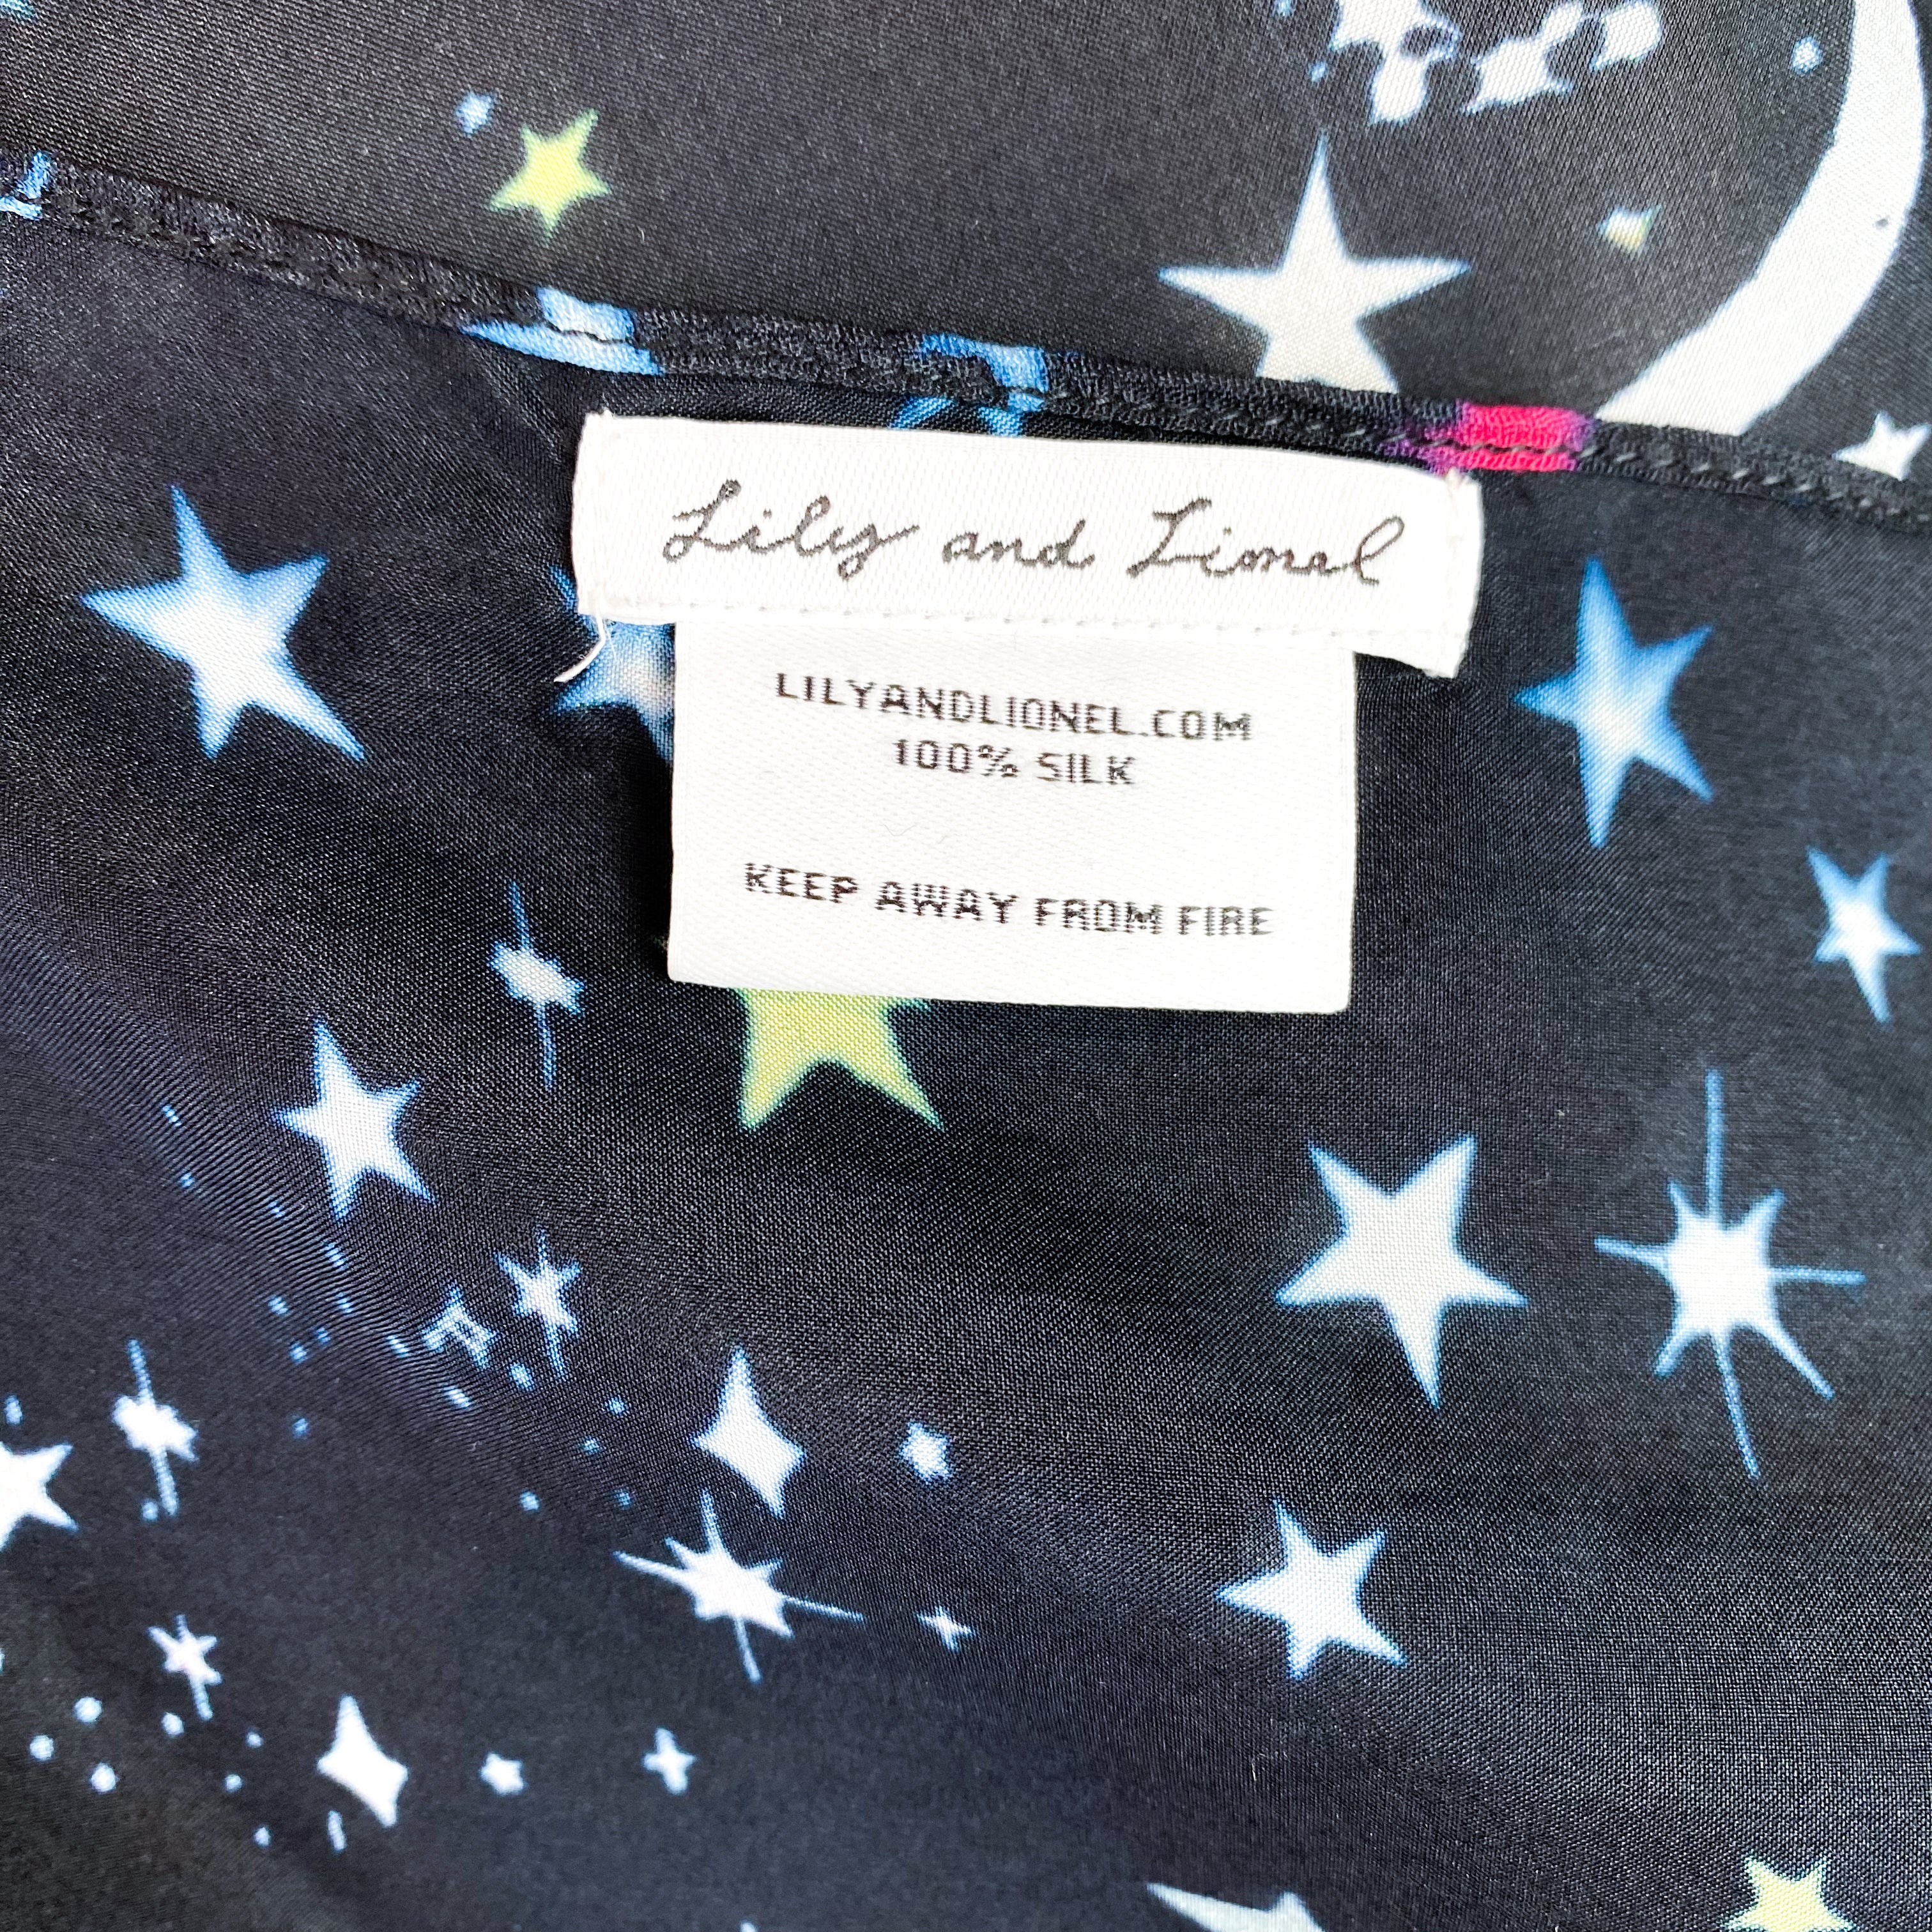 Lily and Lionel
LILYANDLIONEL.COM
100% SILK
KEEP AWAY FROM FIRE